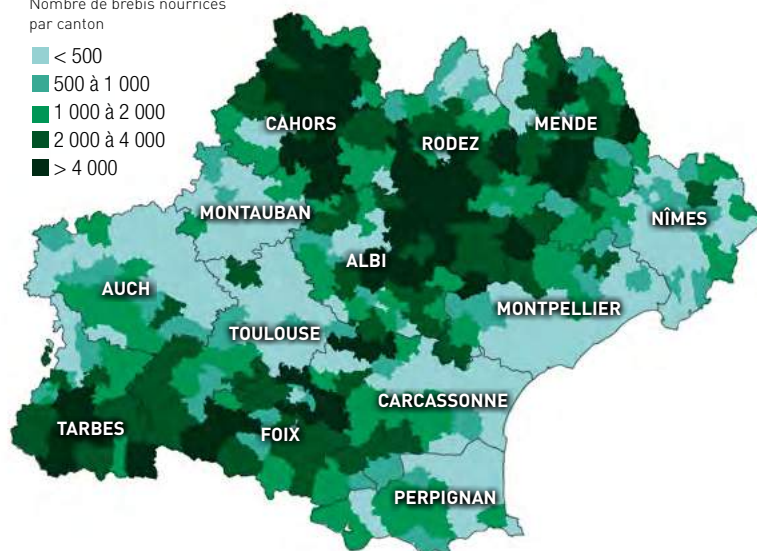 Nombre de brebis nourrices
par canton
< 500
500 à 1 000
1 000 à 2 000
2 000 à 4 000
> 4 000
CAHORS
RODEZ
MENDE
MONTAUBAN
NÎMES
ALBI
AUCH
MONTPELLIER
TOULOUSE
CARCASSONNE
TARBES
FOIX
PERPIGNAN